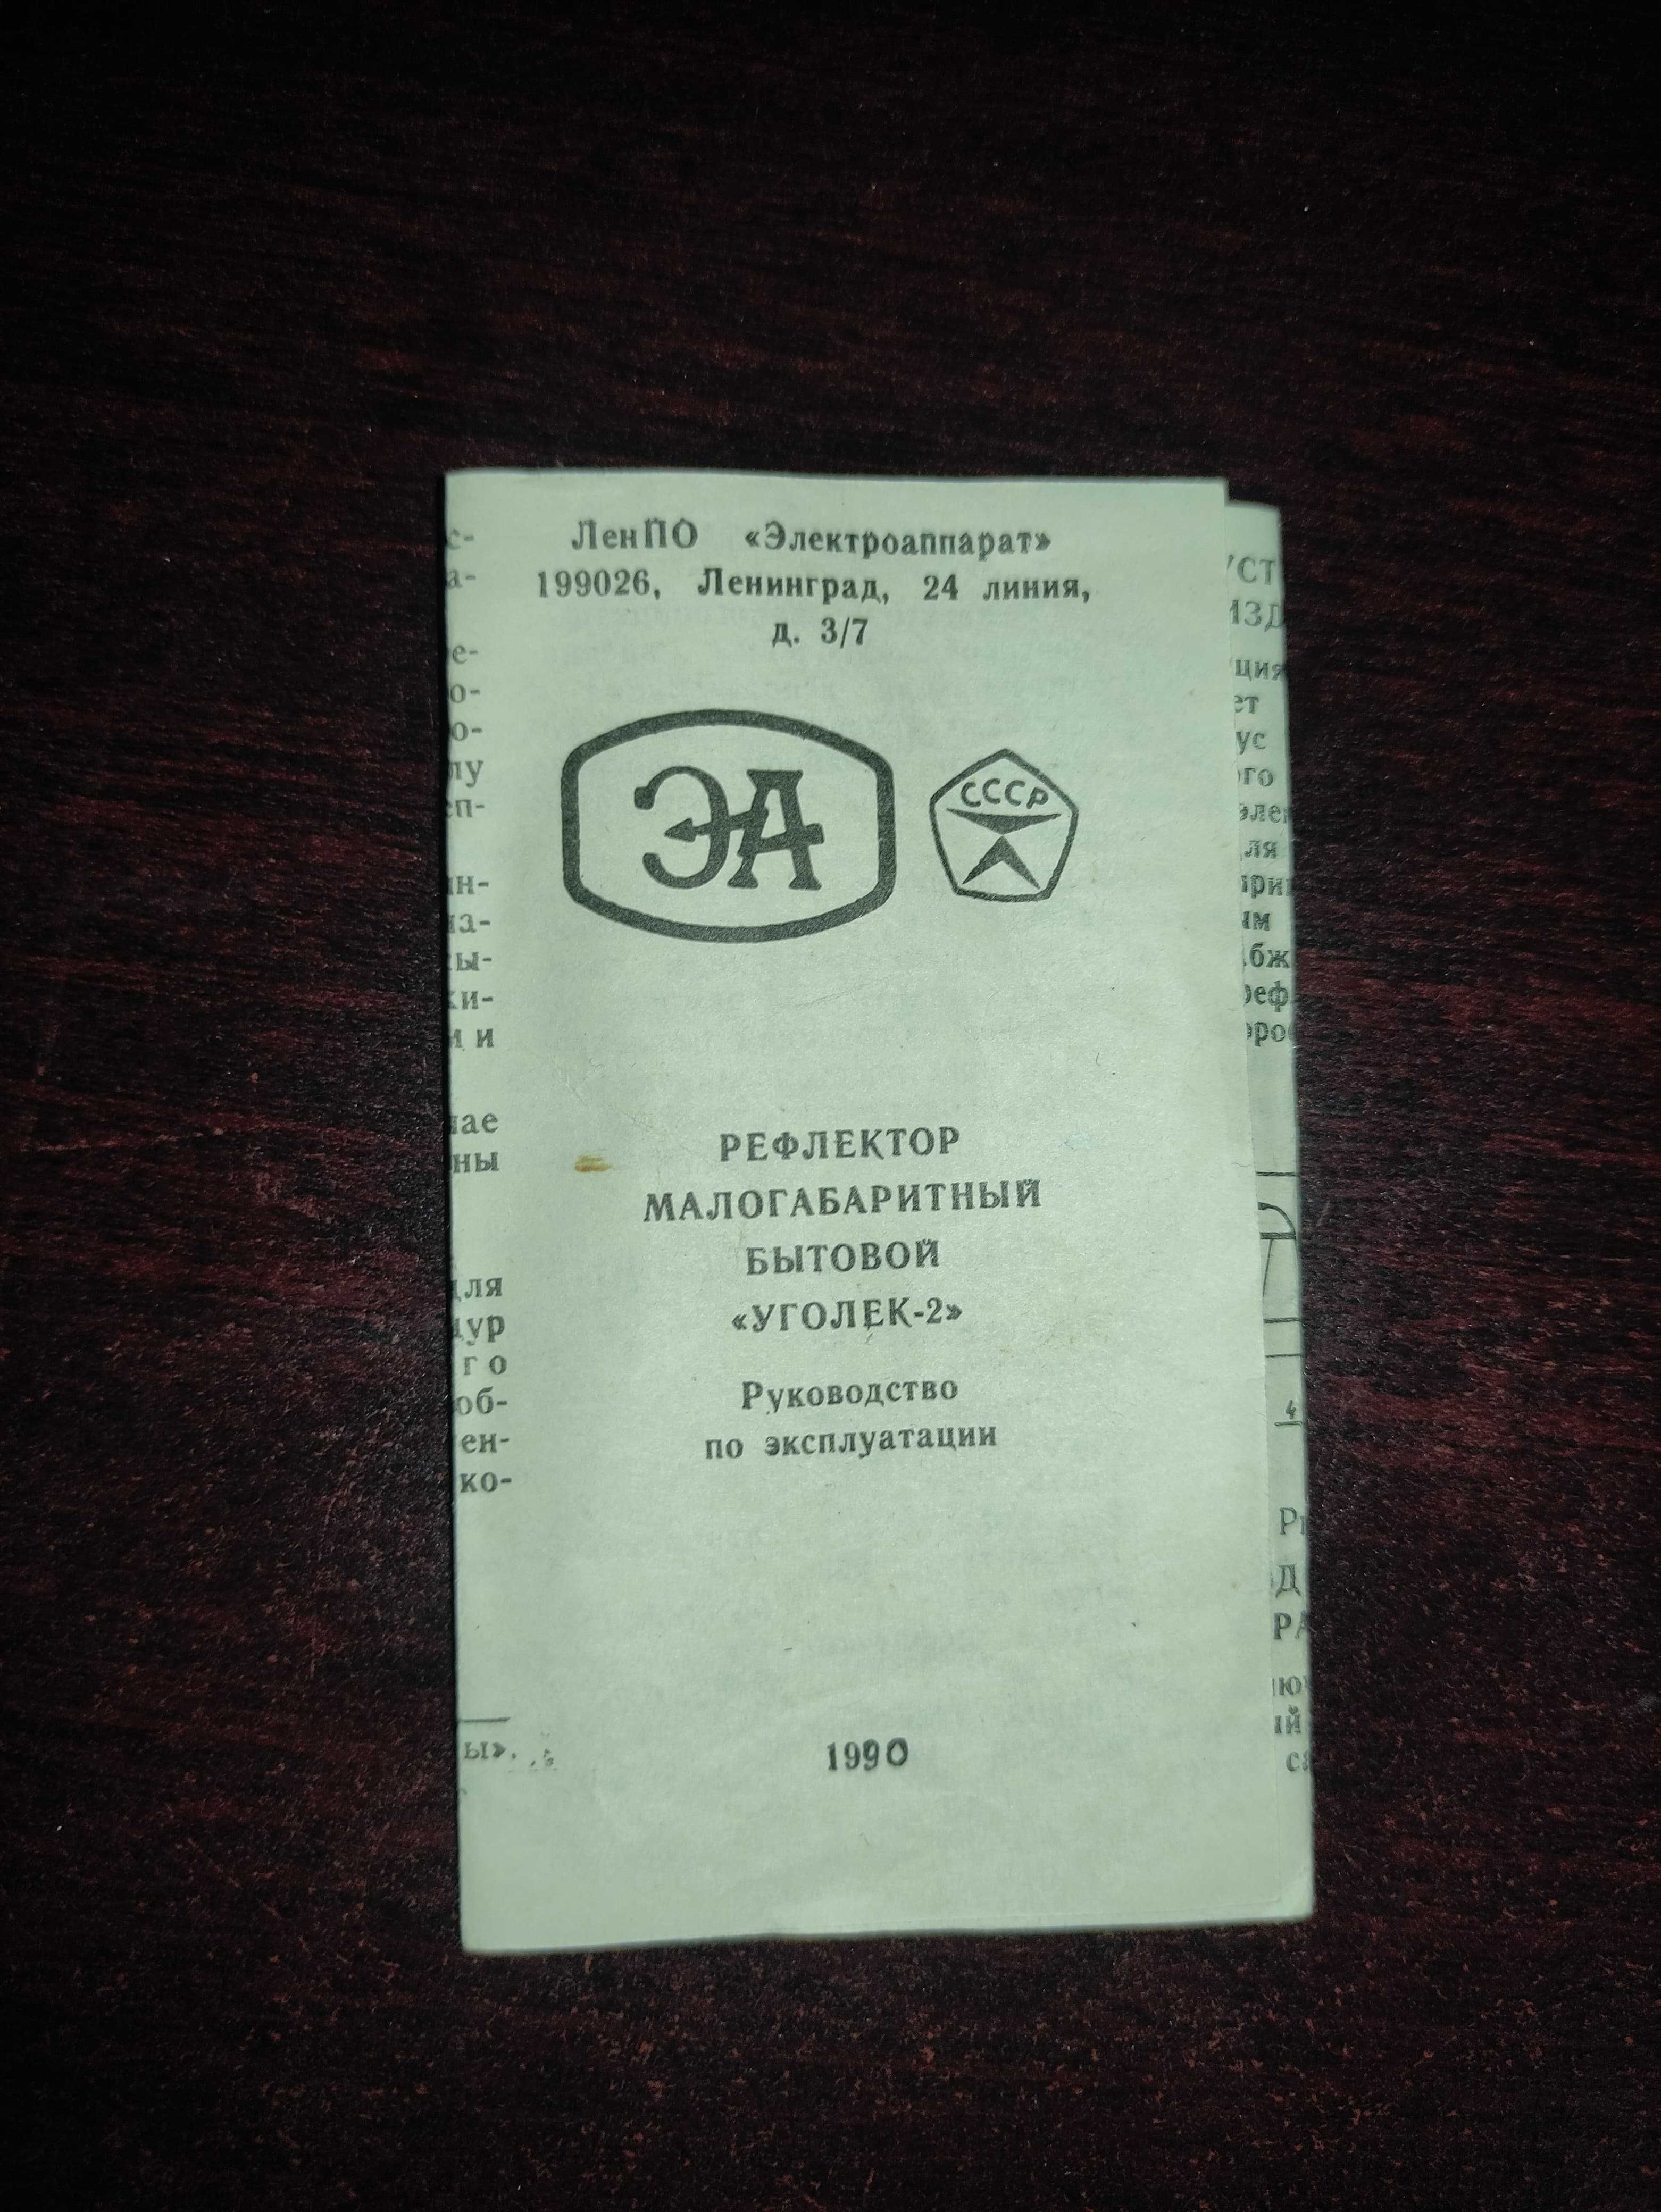 ЛенПО «Электроаппарат»
199026, Ленинград, 24 линия,
д. 3/7
ЭА
СССР
РЕФЛЕКТОР
МАЛОГАБАРИТНЫЙ
БЫТОВОЙ
«УГОЛЕК-2»
Руководство
по эксплуатации
1990